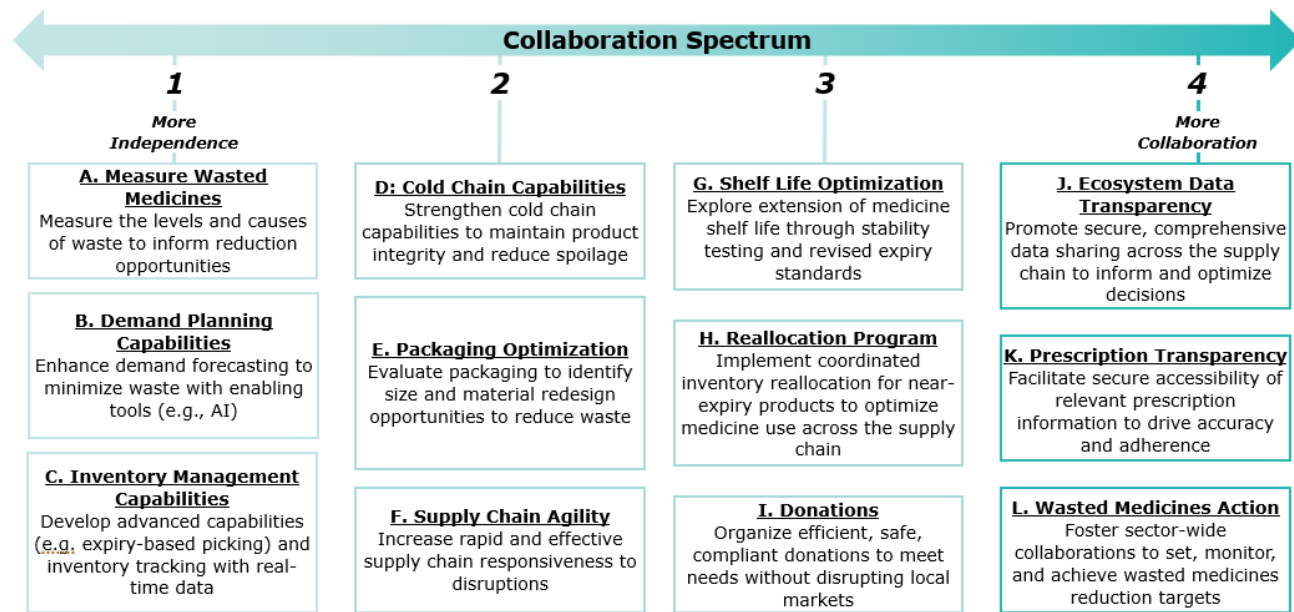 Collaboration Spectrum
1
More
Independence
2
3
4
More
Collaboration
A. Measure Wasted
Medicines
Measure the levels and causes
of waste to inform reduction
opportunities
B. Demand Planning
Capabilities
Enhance demand forecasting to
minimize waste with enabling
tools (e.g., AI)
C. Inventory Management
Capabilities
Develop advanced capabilities
(e.g. expiry-based picking) and
inventory tracking with real-
time data
D: Cold Chain Capabilities
Strengthen cold chain
capabilities to maintain product
integrity and reduce spoilage
E. Packaging Optimization
Evaluate packaging to identify
size and material redesign
opportunities to reduce waste
F. Supply Chain Agility
Increase rapid and effective
supply chain responsiveness to
disruptions
G. Shelf Life Optimization
Explore extension of medicine
shelf life through stability
testing and revised expiry
standards
H. Reallocation Program
Implement coordinated
inventory reallocation for near-
expiry products to optimize
medicine use across the supply
chain
I. Donations
Organize efficient, safe,
compliant donations to meet
needs without disrupting local
markets
J. Ecosystem Data
Transparency
Promote secure, comprehensive
data sharing across the supply
chain to inform and optimize
decisions
K. Prescription Transparency
Facilitate secure accessibility of
relevant prescription
information to drive accuracy
and adherence
L. Wasted Medicines Action
Foster sector-wide
collaborations to set, monitor,
and achieve wasted medicines
reduction targets